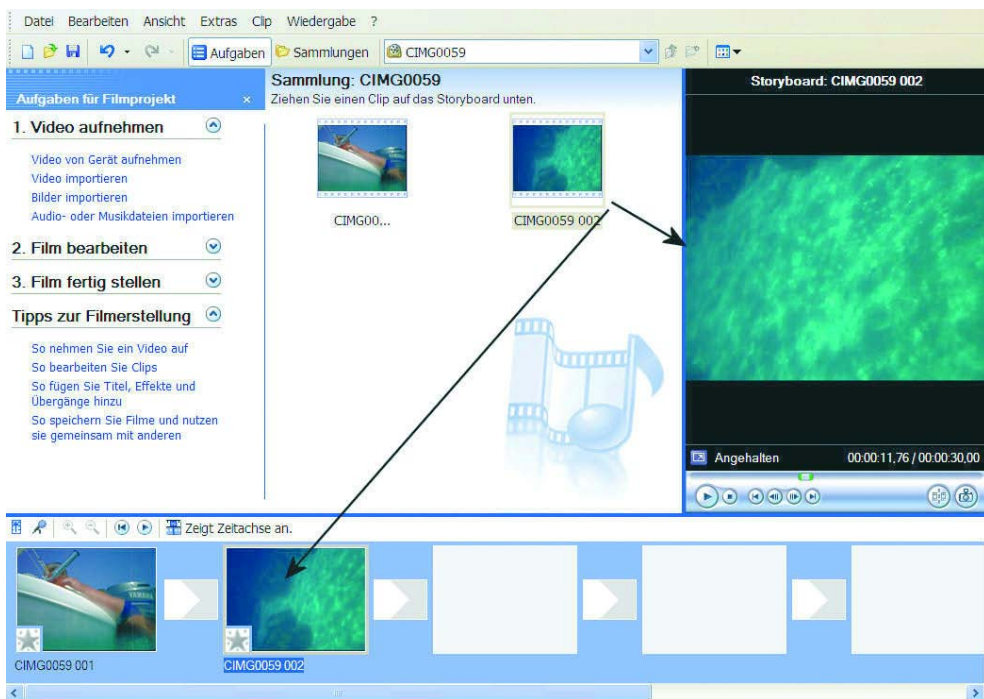 Datei Bearbeiten Ansicht Extras Clip Wiedergabe ?
Aufgaben Sammlungen CIMG0059
Aufgaben für Filmprojekt
Sammlung: CIMG0059
Ziehen Sie einen Clip auf das Storyboard unten.
Storyboard: CIMG0059 002
1. Video aufnehmen
Video von Gerät aufnehmen
Video importieren
Bilder importieren
Audio- oder Musikdateien importieren
2. Film bearbeiten
3. Film fertig stellen
Tipps zur Filmerstellung
So nehmen Sie ein Video auf
So bearbeiten Sie Clips
So fügen Sie Titel, Effekte und
Übergänge hinzu
So speichern Sie Filme und nutzen
sie gemeinsam mit anderen
CIMG00...
CIMG0059 002
Angehalten 00:00:11,76 / 00:00:30,00
Zeigt Zeitachse an.
YAMAHA
CIMG0059 001
CIMG0059 002